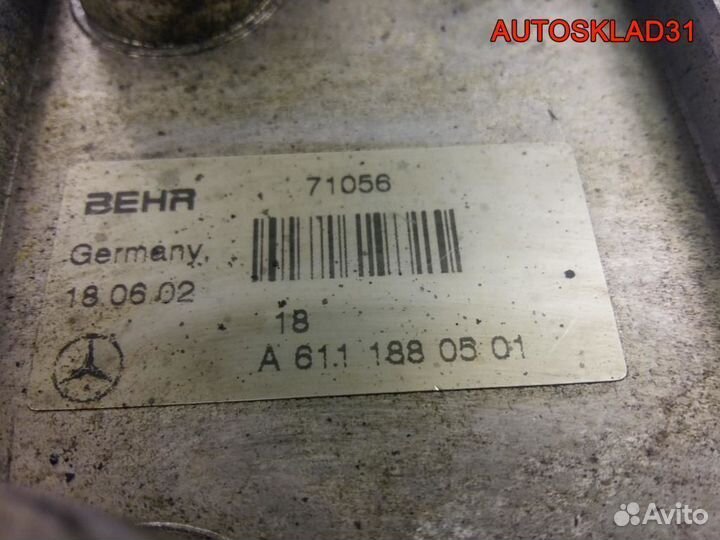 AUTOSKLAD31
BEHR 71056
Germany,
18.06.02
18
A 611 188 05 01
Avito